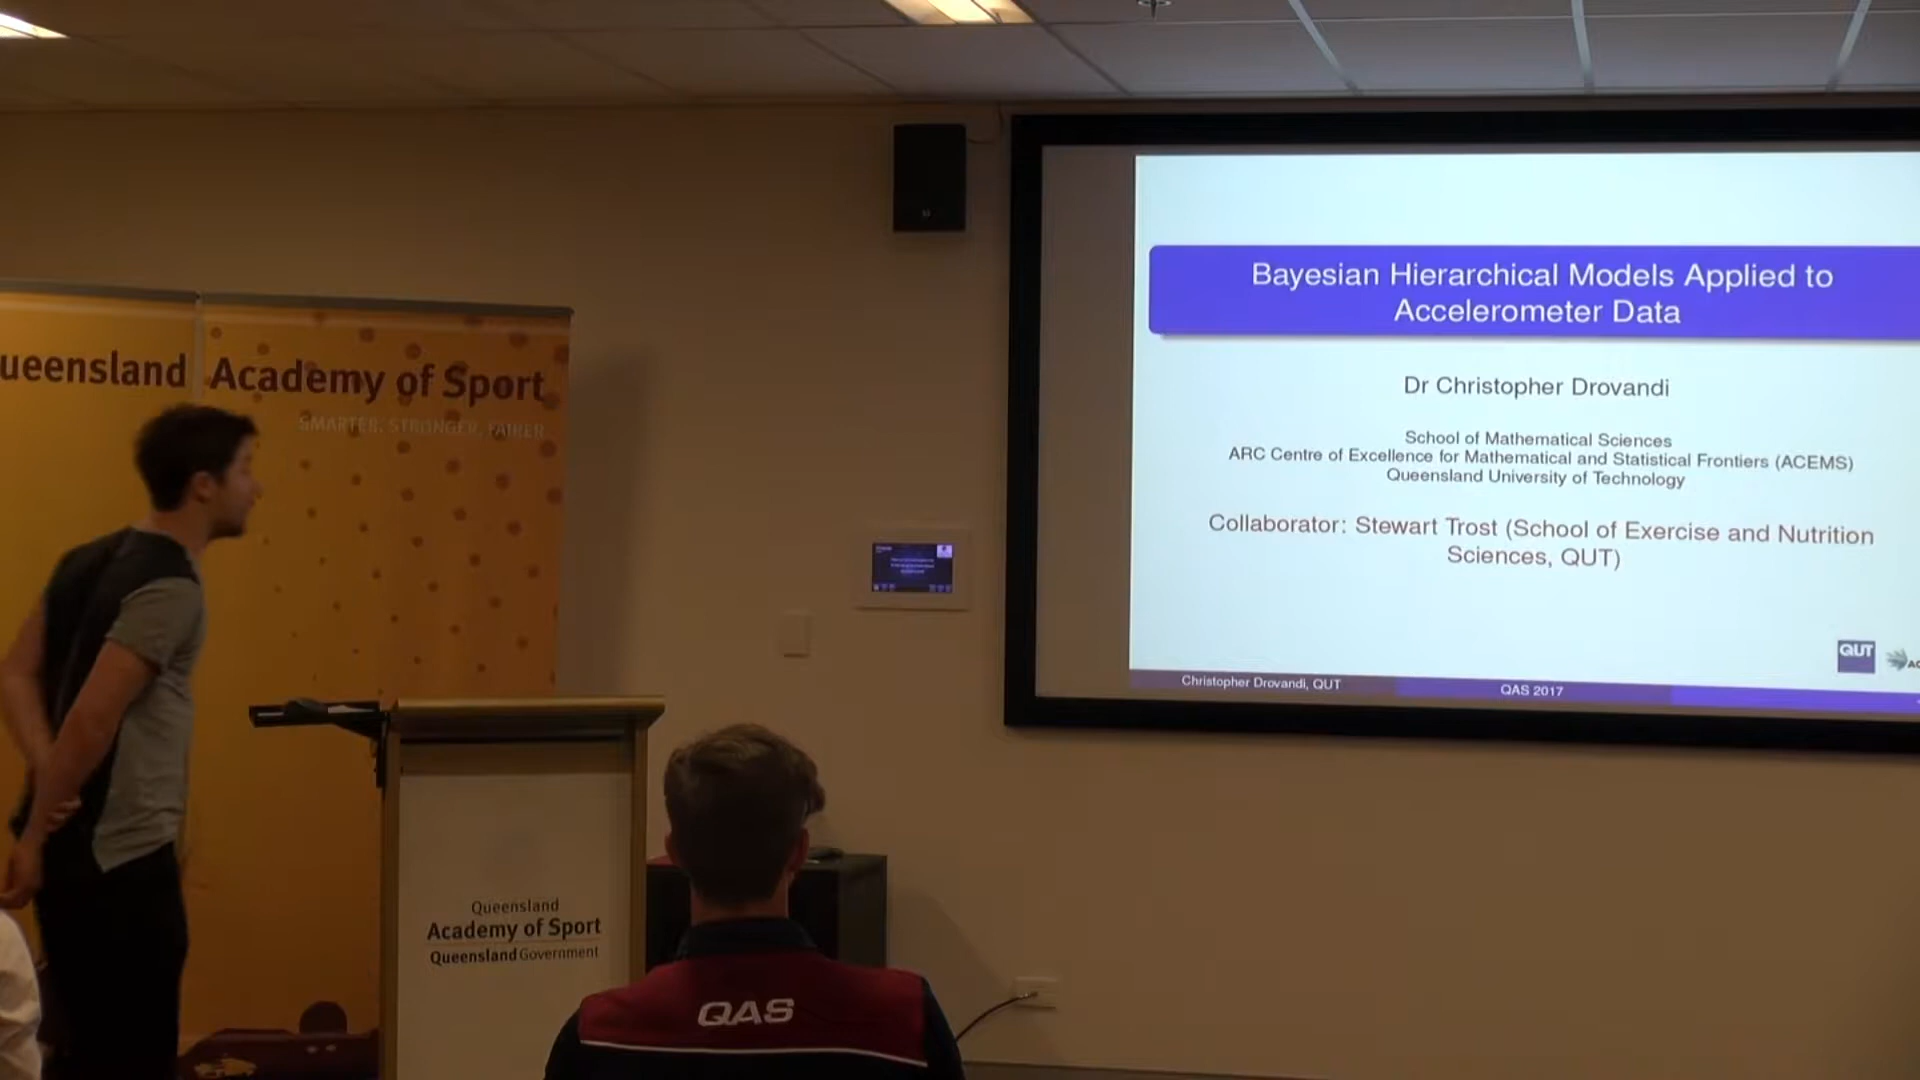 ueensland
Academy of Sport
SMARTER, STRONGER, FAIRER
Bayesian Hierarchical Models Applied to
Accelerometer Data
Dr Christopher Drovandi
School of Mathematical Sciences
ARC Centre of Excellence for Mathematical and Statistical Frontiers (ACEMS)
Queensland University of Technology
Collaborator: Stewart Trost (School of Exercise and Nutrition
Sciences, QUT)
QUT
AC
Christopher Drovandi, QUT
QAS 2017
Queensland
Academy of Sport
Queensland Government
QAS